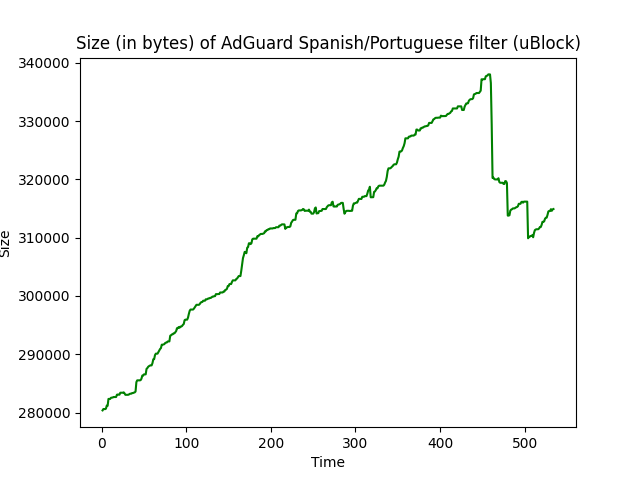 Size (in bytes) of AdGuard Spanish/Portuguese filter (uBlock)
340000
330000
320000
310000
300000
290000
280000
Size
0 100 200 300 400 500
Time